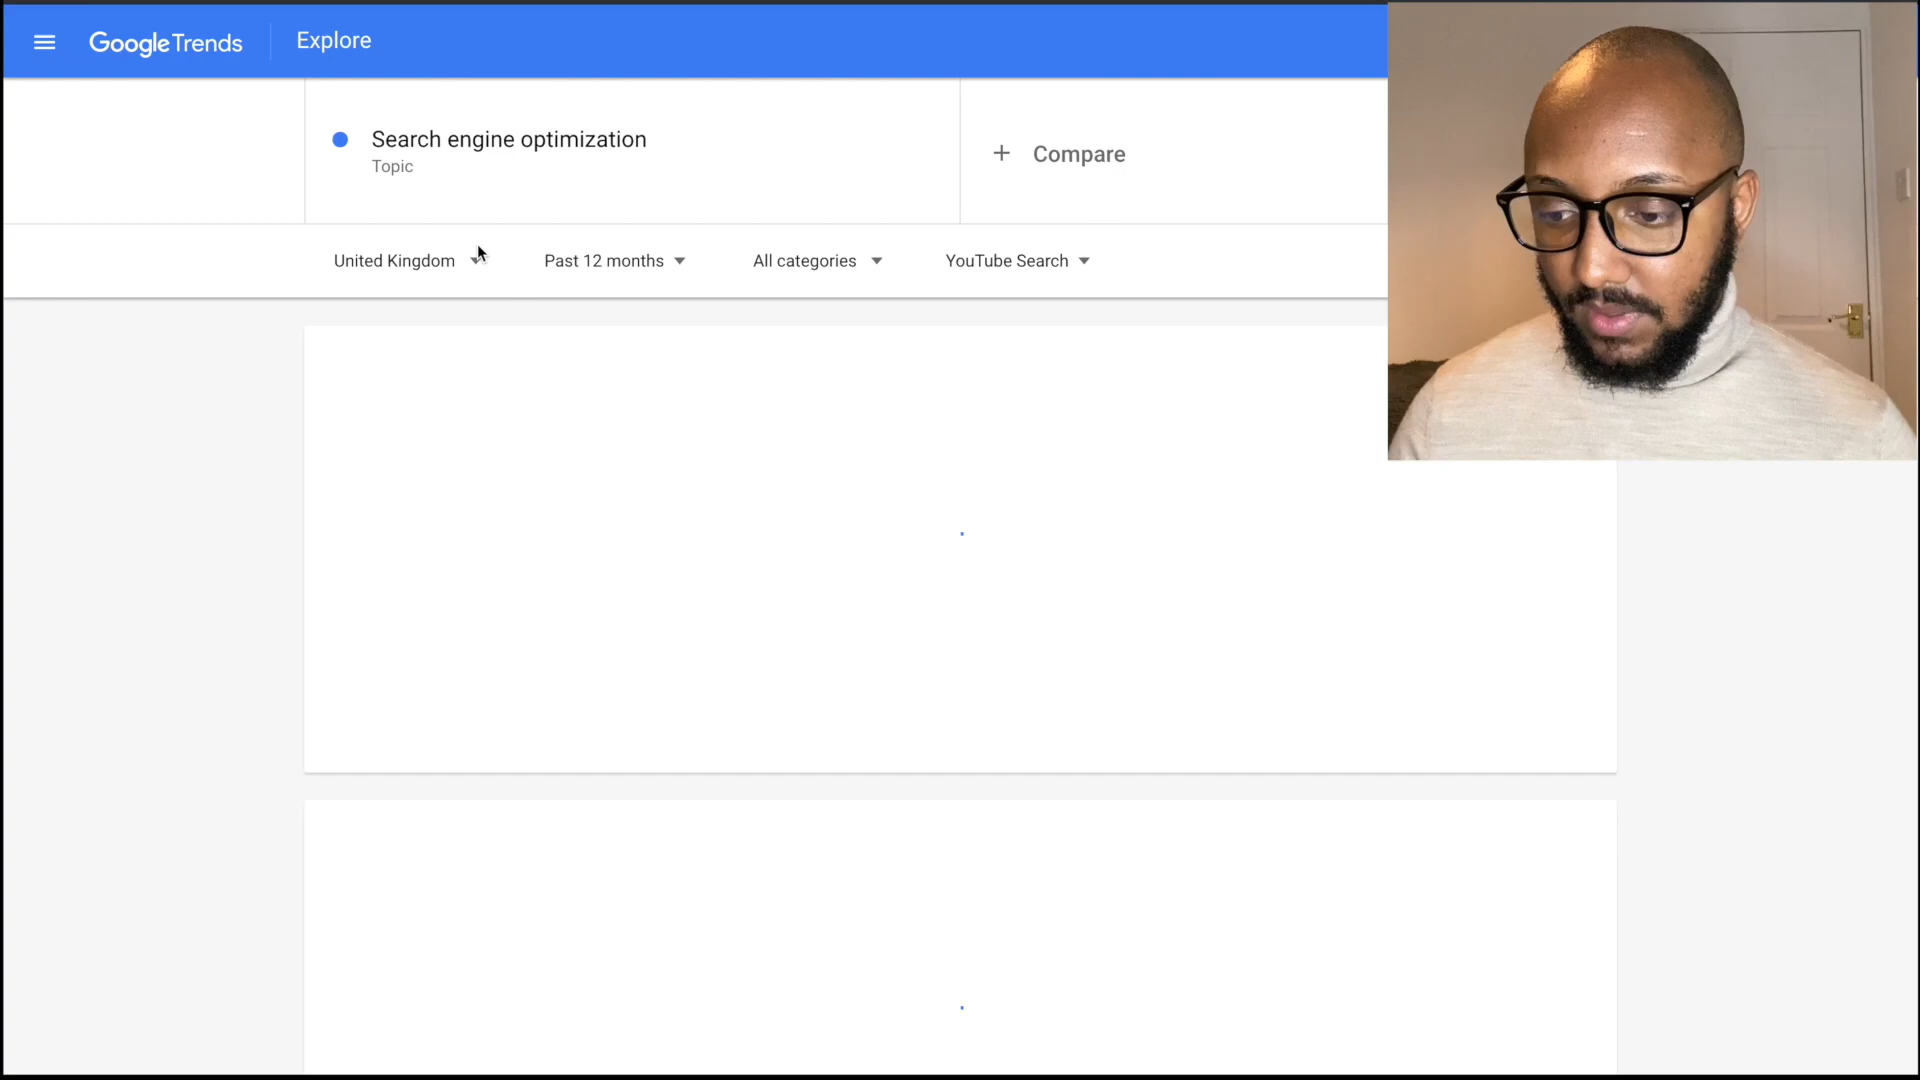 Google Trends
Explore
Search engine optimization
Topic
+ Compare
United Kingdom
Past 12 months
All categories
YouTube Search